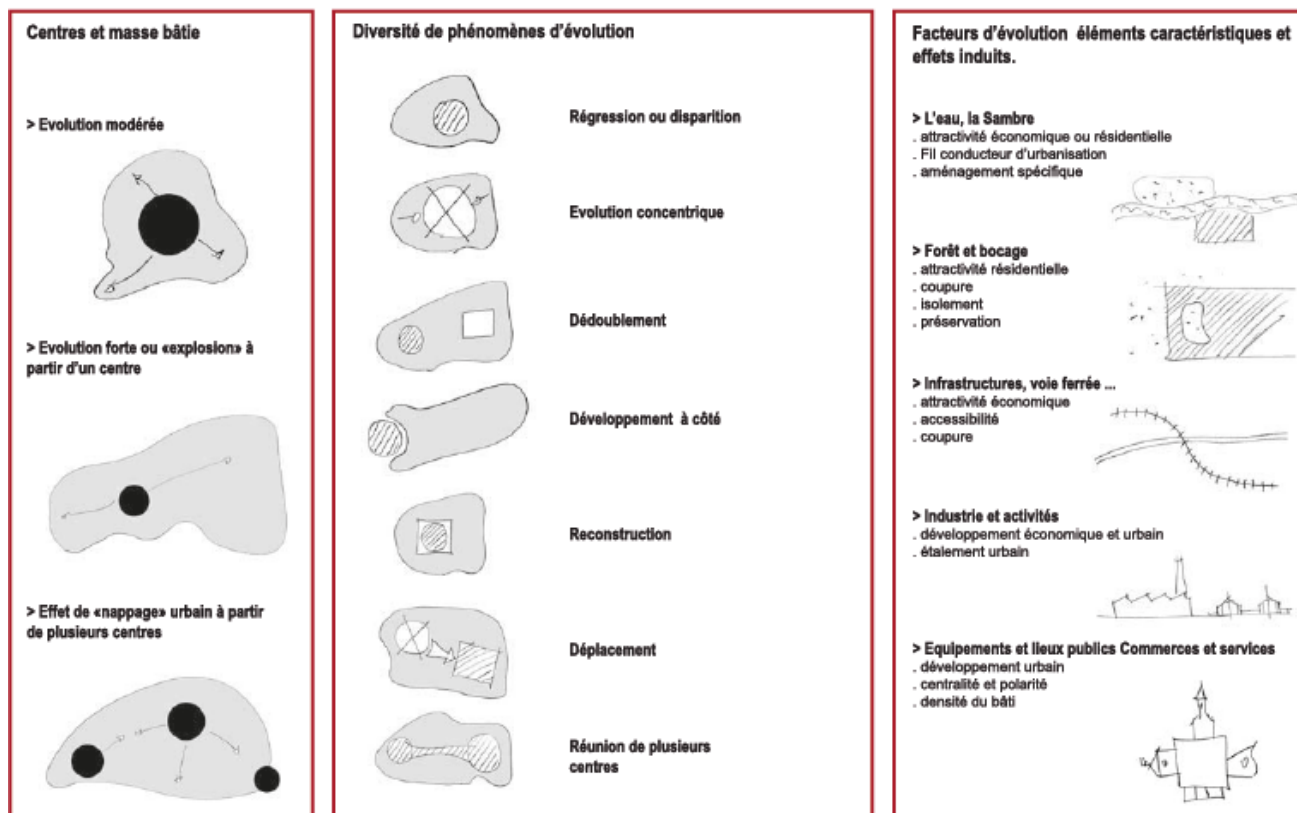 Centres et masse bâtie
> Evolution modérée
> Evolution forte ou «explosion» à
partir d'un centre
> Effet de «nappage» urbain à partir
de plusieurs centres
Diversité de phénomènes d'évolution
Régression ou disparition
Evolution concentrique
Dédoublement
Développement à côté
Reconstruction
Déplacement
Réunion de plusieurs
centres
Facteurs d'évolution éléments caractéristiques et
effets induits.
> L'eau, la Sambre
. attractivité économique ou résidentielle
. Fil conducteur d'urbanisation
. aménagement spécifique
> Forêt et bocage
. attractivité résidentielle
. coupure
. isolement
. préservation
> Infrastructures, voie ferrée ...
. attractivité économique
. accessibilité
. coupure
> Industrie et activités
. développement économique et urbain
. étalement urbain
> Equipements et lieux publics Commerces et services
. développement urbain
. centralité et polarité
. densité du bâti